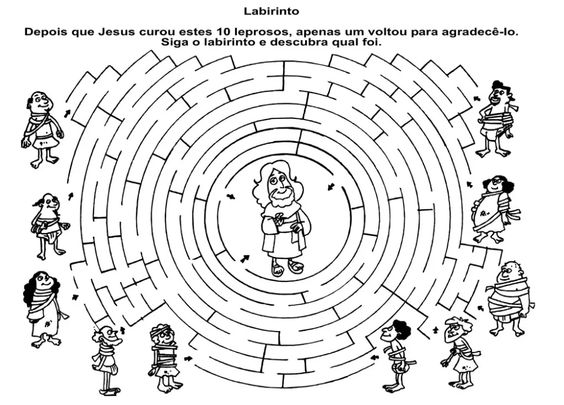 Labirinto
Depois que Jesus curou estes 10 leprosos, apenas um voltou para agradecê-lo.
Siga o labirinto e descubra qual foi.